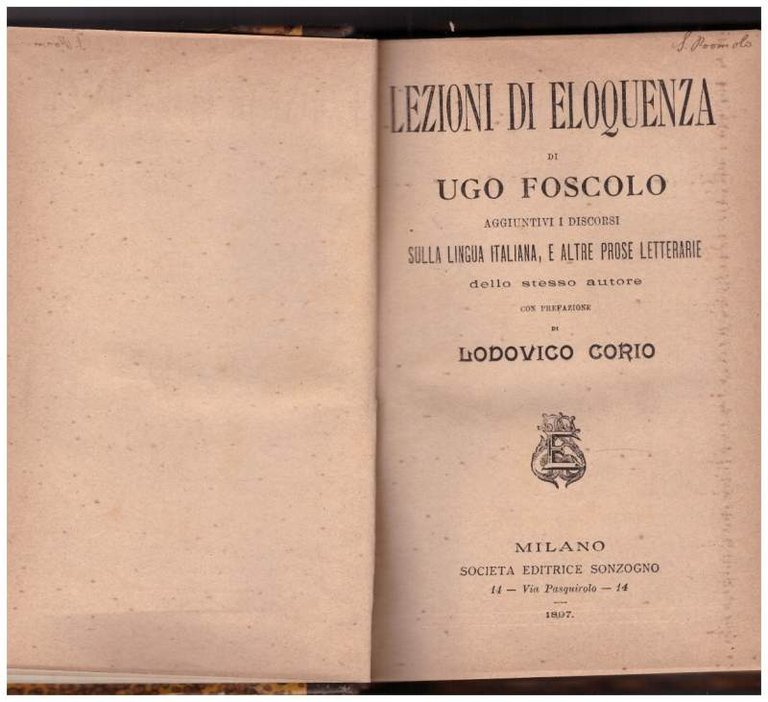 LEZIONI DI ELOQUENZA
DI
UGO FOSCOLO
AGGIUNTIVI I DISCORSI
SULLA LINGUA ITALIANA, E ALTRE PROSE LETTERARIE
dello stesso autore
CON PREFAZIONE
DI
LODOVICO CORIO
E
MILANO
SOCIETA EDITRICE SONZOGNO
14 — Via Pasquirolo — 14
1897.